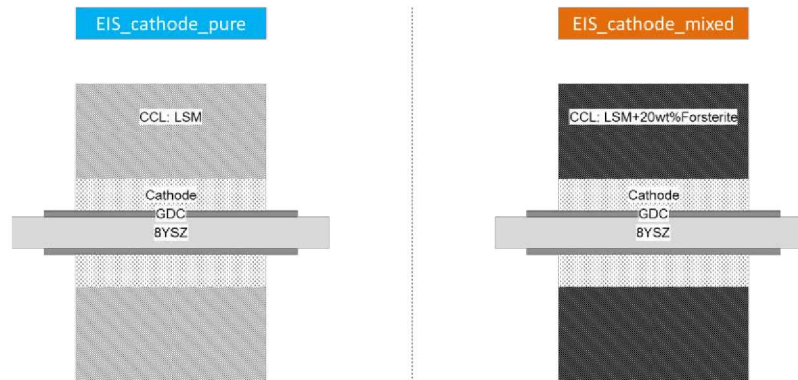 EIS_cathode_pure
EIS_cathode_mixed
CCL: LSM
CCL: LSM+20wt%Forsterite
Cathode
Cathode
GDC
GDC
8YSZ
8YSZ